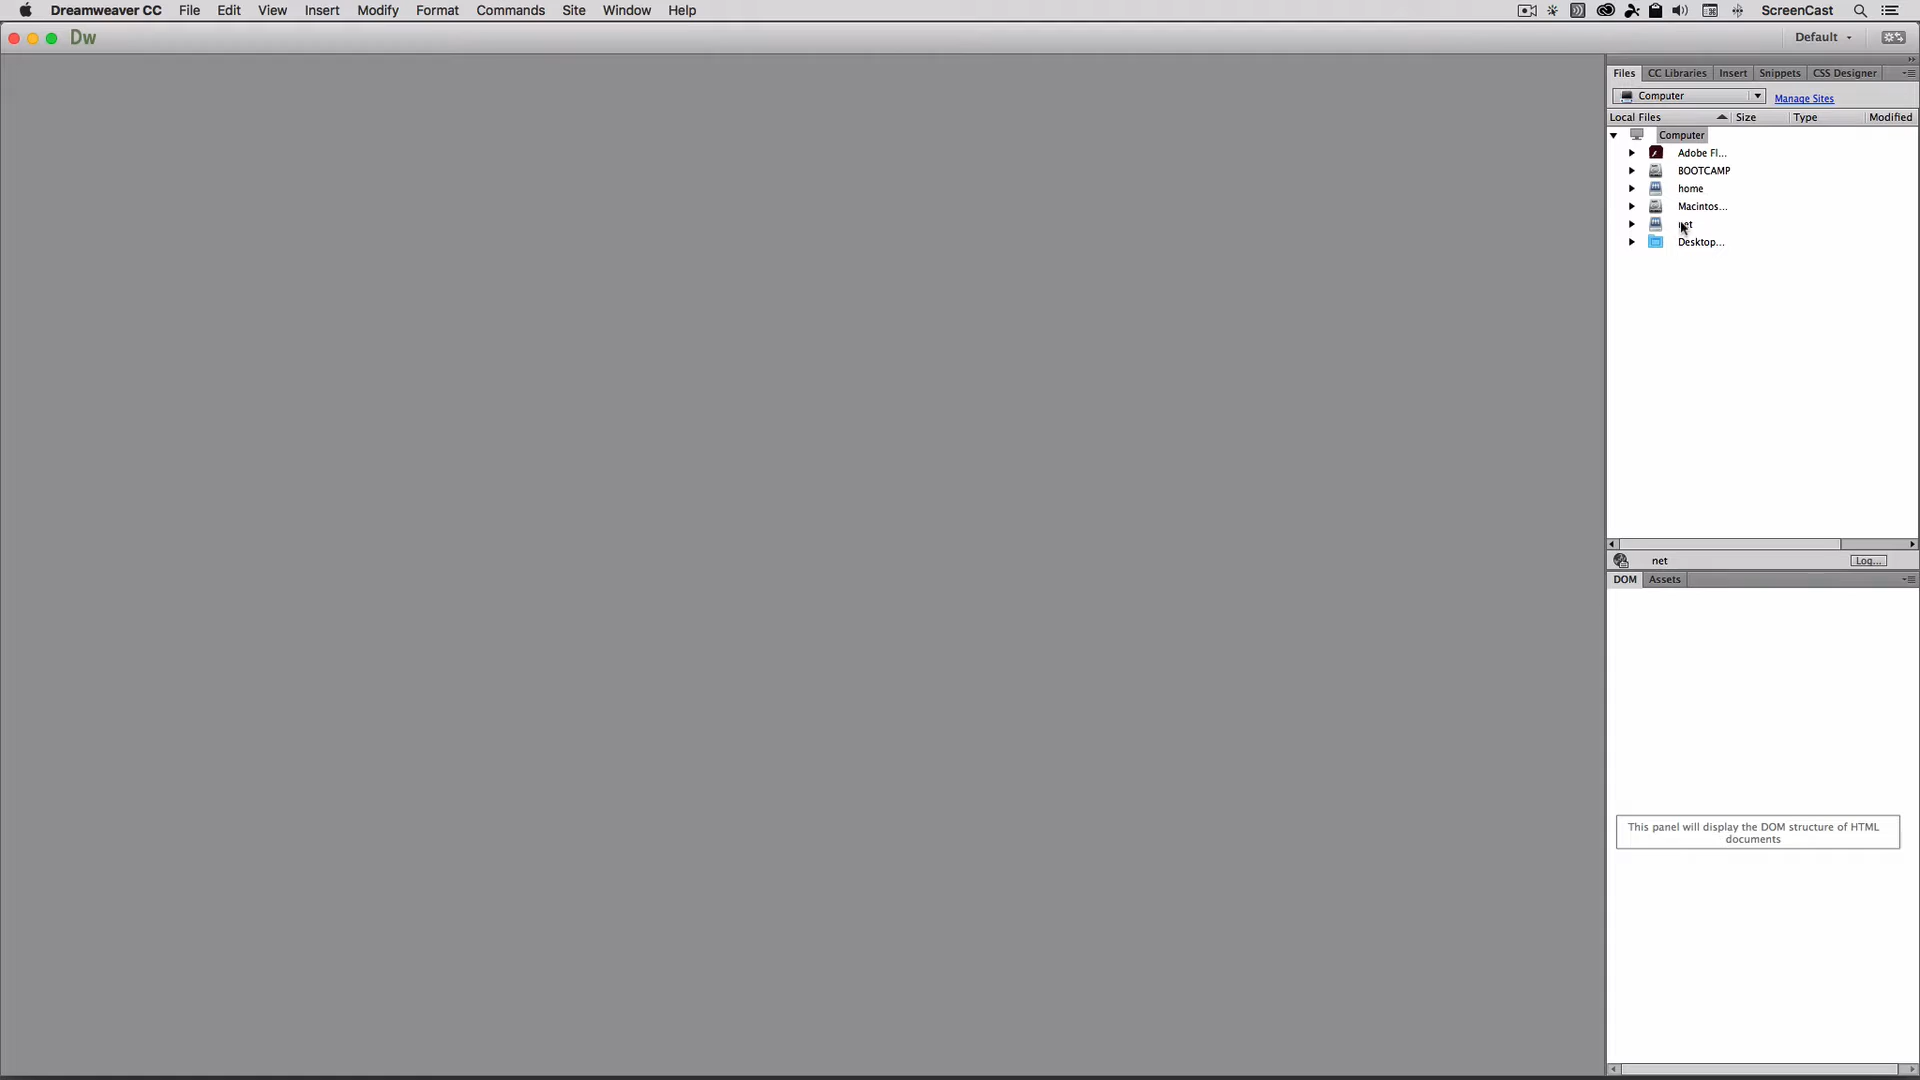 Dreamweaver CC File Edit View Insert Modify Format Commands Site Window Help ScreenCast
Dw Default
Files CC Libraries Insert Snippets CSS Designer
Computer Manage Sites
Local Files Size Type Modified
Computer
Adobe Fl...
BOOTCAMP
home
Macintos...
net
Desktop...
net Log...
DOM Assets
This panel will display the DOM structure of HTML
documents